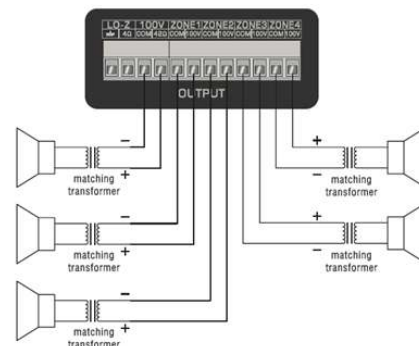 LO-Z 100V ZONE1 ZONE2 ZONE3 ZONE4
4Ω COM 42Ω COM 100V COM 100V COM 100V COM 100V
OUTPUT
− + +
+ −
matching
transformer
matching
transformer
− + +
+ −
matching
transformer
matching
transformer
−
+
matching
transformer